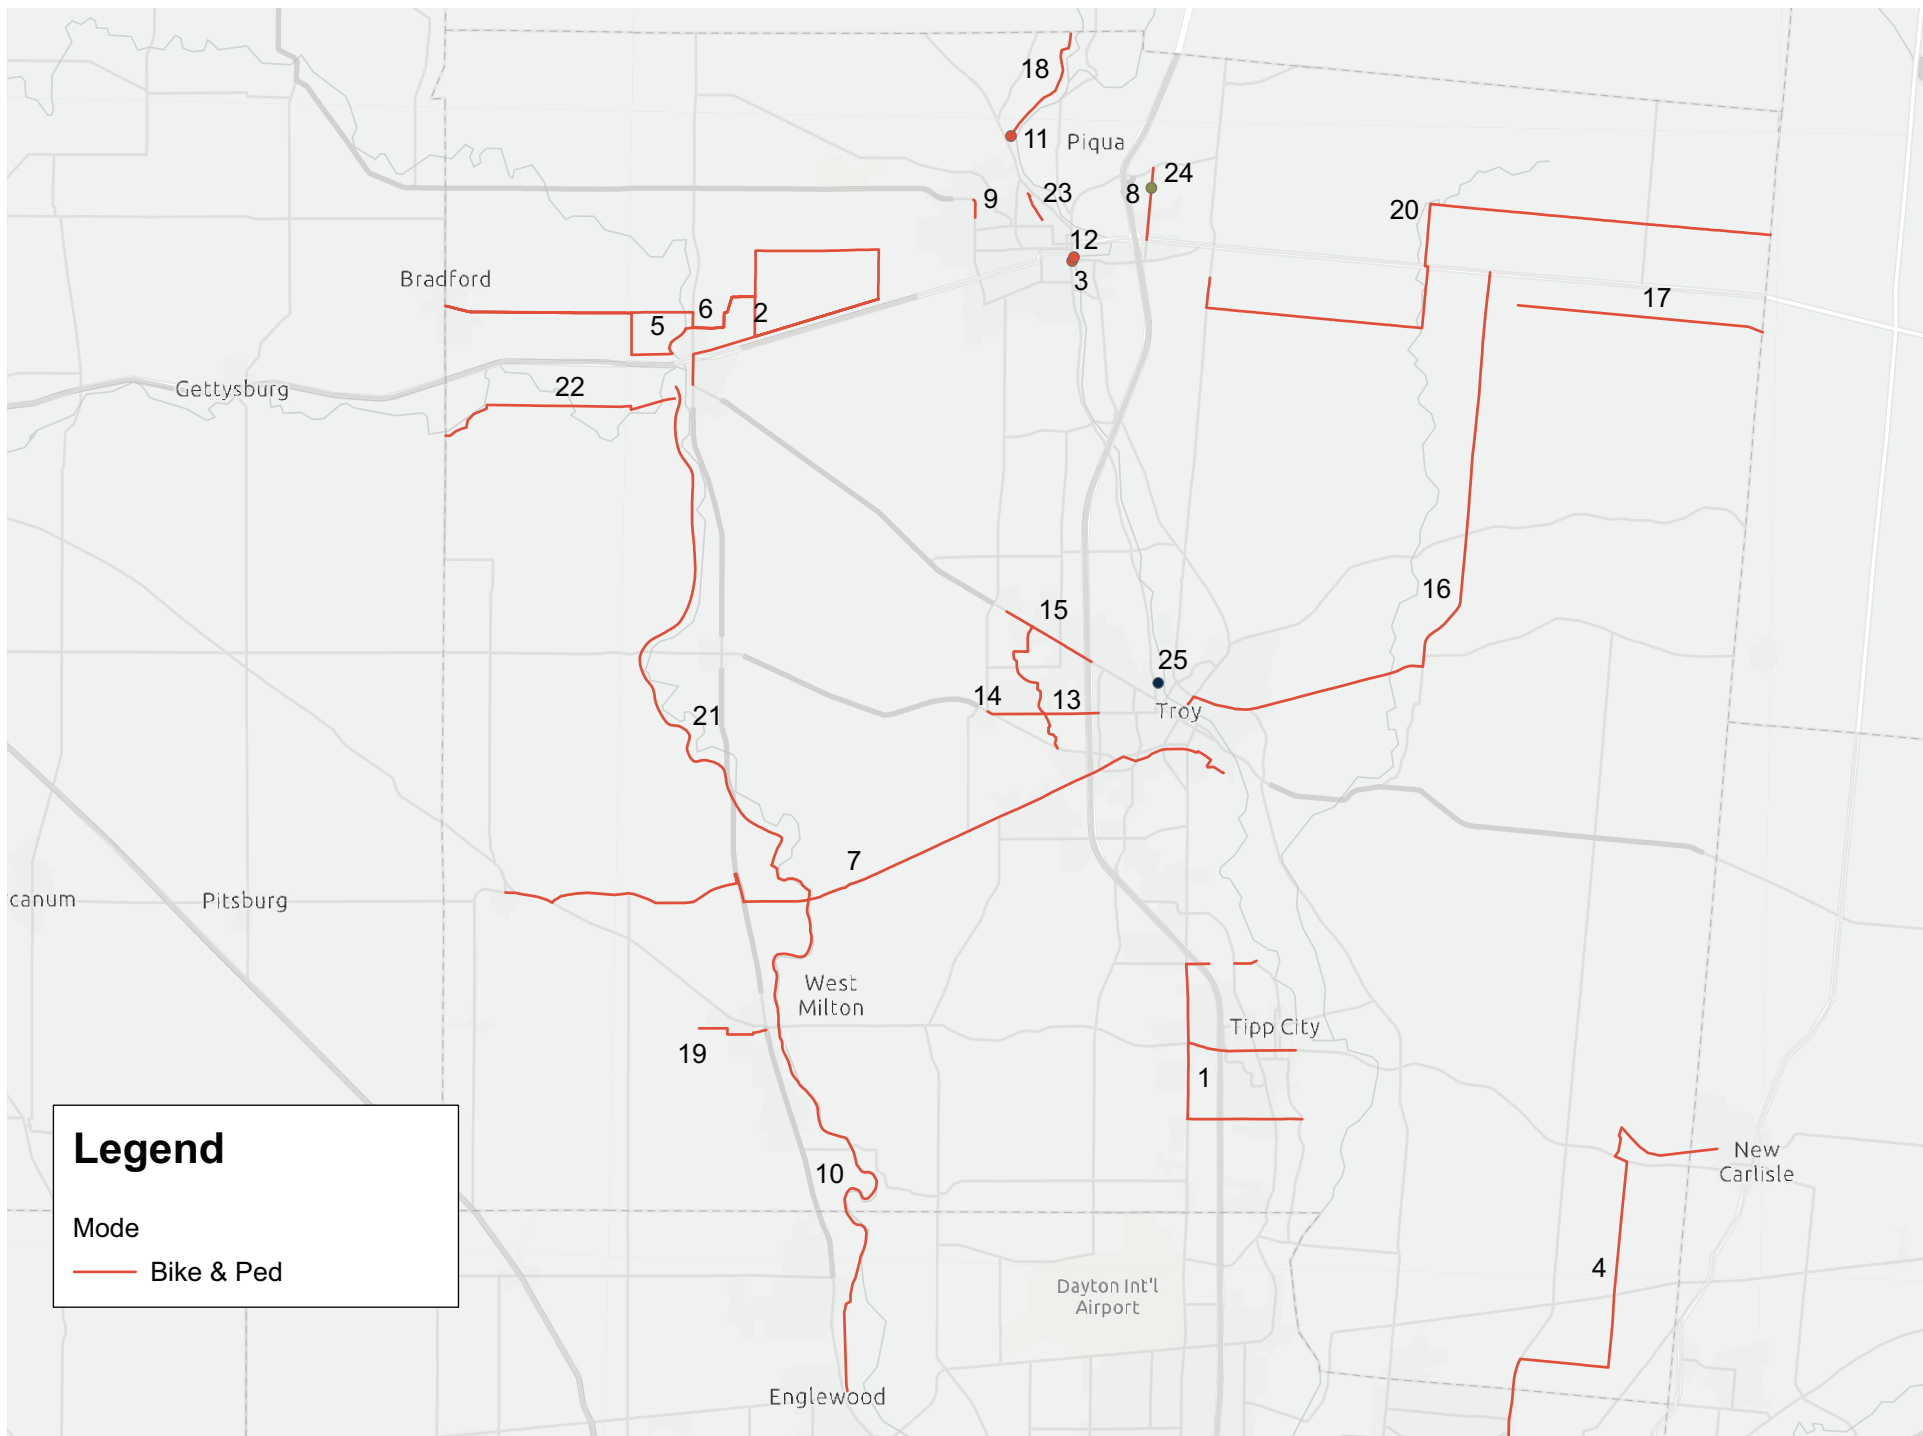 18
11
Piqua
24
8
9
23
20
12
3
Bradford
17
6
2
5
Gettysburg
22
16
15
25
14
13
Troy
21
7
canum
Pitsburg
West
Milton
Tipp City
19
1
Legend
New
Carlisle
10
Mode
4
Bike & Ped
Dayton Int'l
Airport
Englewood